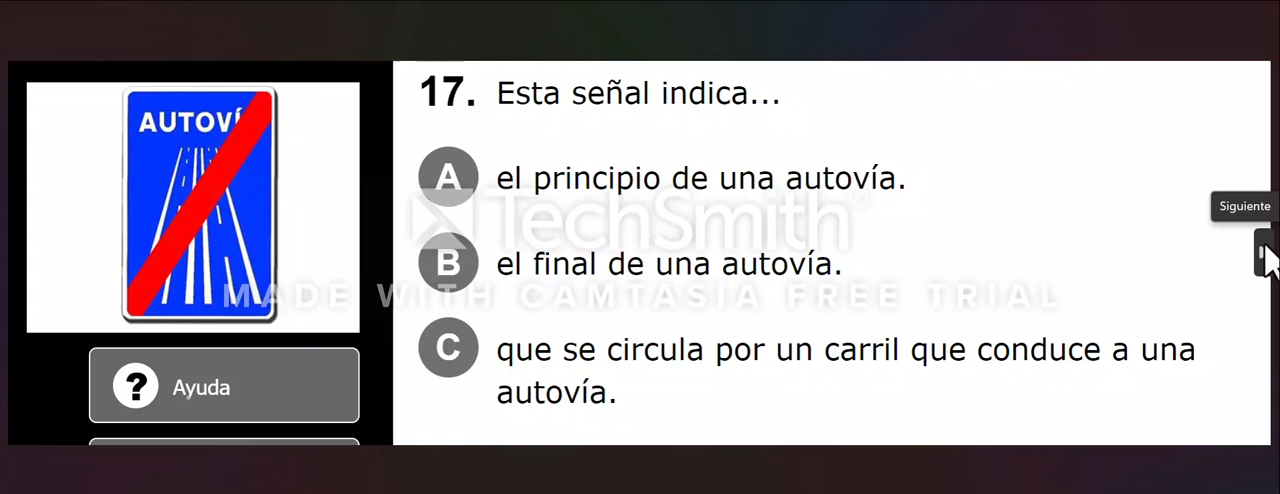 AUTOVÍ
17. Esta señal indica...
A el principio de una autovía.
TechSmith
Siguiente
B el final de una autovía.
MADE WITH CAMTASIA FREE TRIAL
C que se circula por un carril que conduce a una
autovía.
? Ayuda